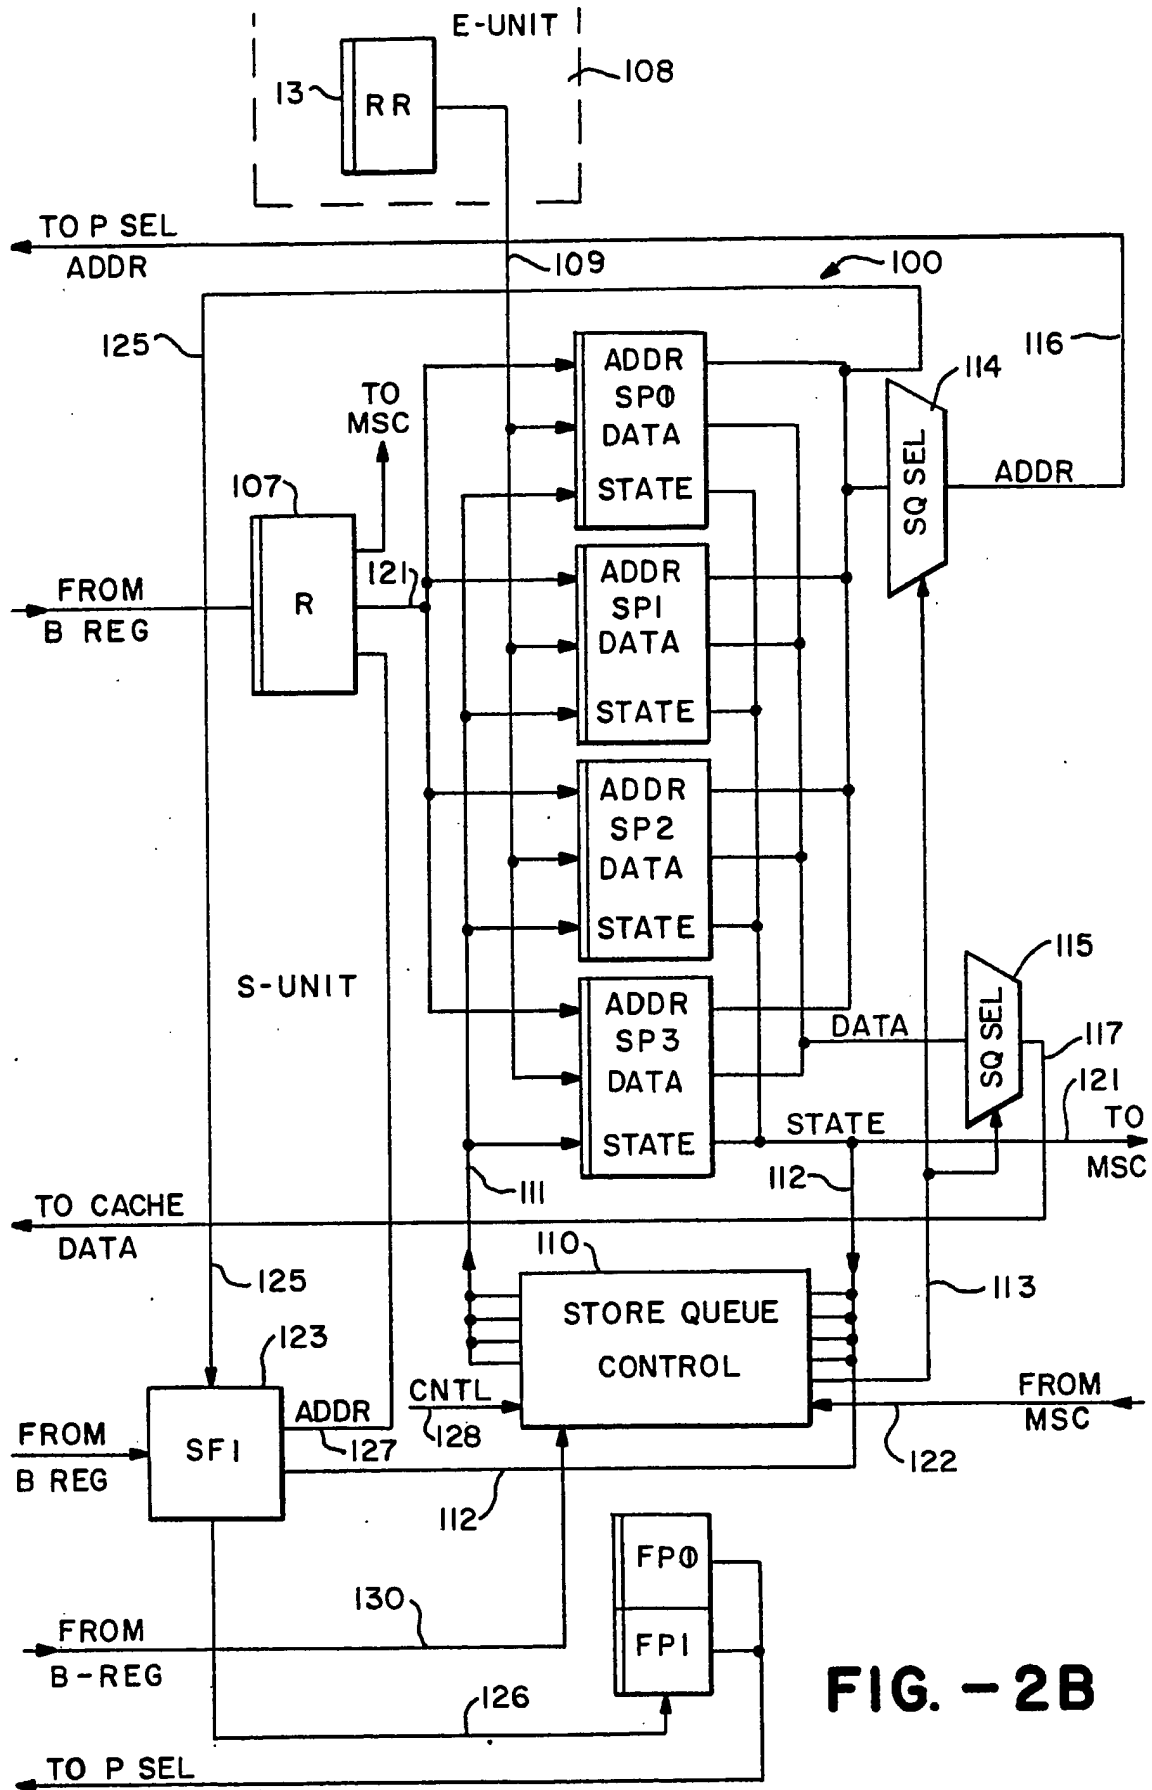 E-UNIT
108
13
RR
TO P SEL
ADDR
109
100
125
116
TO
MSC
ADDR
SP0
DATA
STATE
114
SQ SEL
ADDR
107
R
121
FROM
B REG
ADDR
SP1
DATA
STATE
ADDR
SP2
DATA
STATE
S-UNIT
ADDR
SP3
DATA
STATE
DATA
115
SQ SEL
117
121
STATE
TO
MSC
112
111
TO CACHE
DATA
110
125
STORE QUEUE
CONTROL
113
123
CNTL
128
FROM
MSC
122
ADDR
127
FROM
B REG
SF1
112
FP0
FP1
130
FROM
B-REG
126
TO P SEL
FIG. - 2B